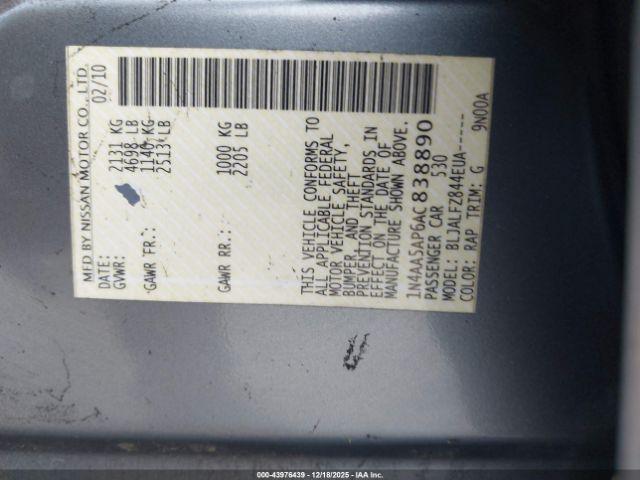 MFD BY NISSAN MOTOR CO., LTD.
DATE: 02/10
GVWR: 2131 KG
4698 LB
GAWR FR.: 1140 KG
2513 LB
GAWR RR.: 1000 KG
2205 LB
THIS VEHICLE CONFORMS TO
ALL APPLICABLE FEDERAL
MOTOR VEHICLE SAFETY,
BUMPER, AND THEFT
PREVENTION STANDARDS IN
EFFECT ON THE DATE OF
MANUFACTURE SHOWN ABOVE.
1N4AA5AP6AC838890
PASSENGER CAR 530
MODEL: BLJALFZ844EUA-----
COLOR: RAP TRIM: G 9N00A
000-43976439 | 12/18/2025 - IAA Inc.